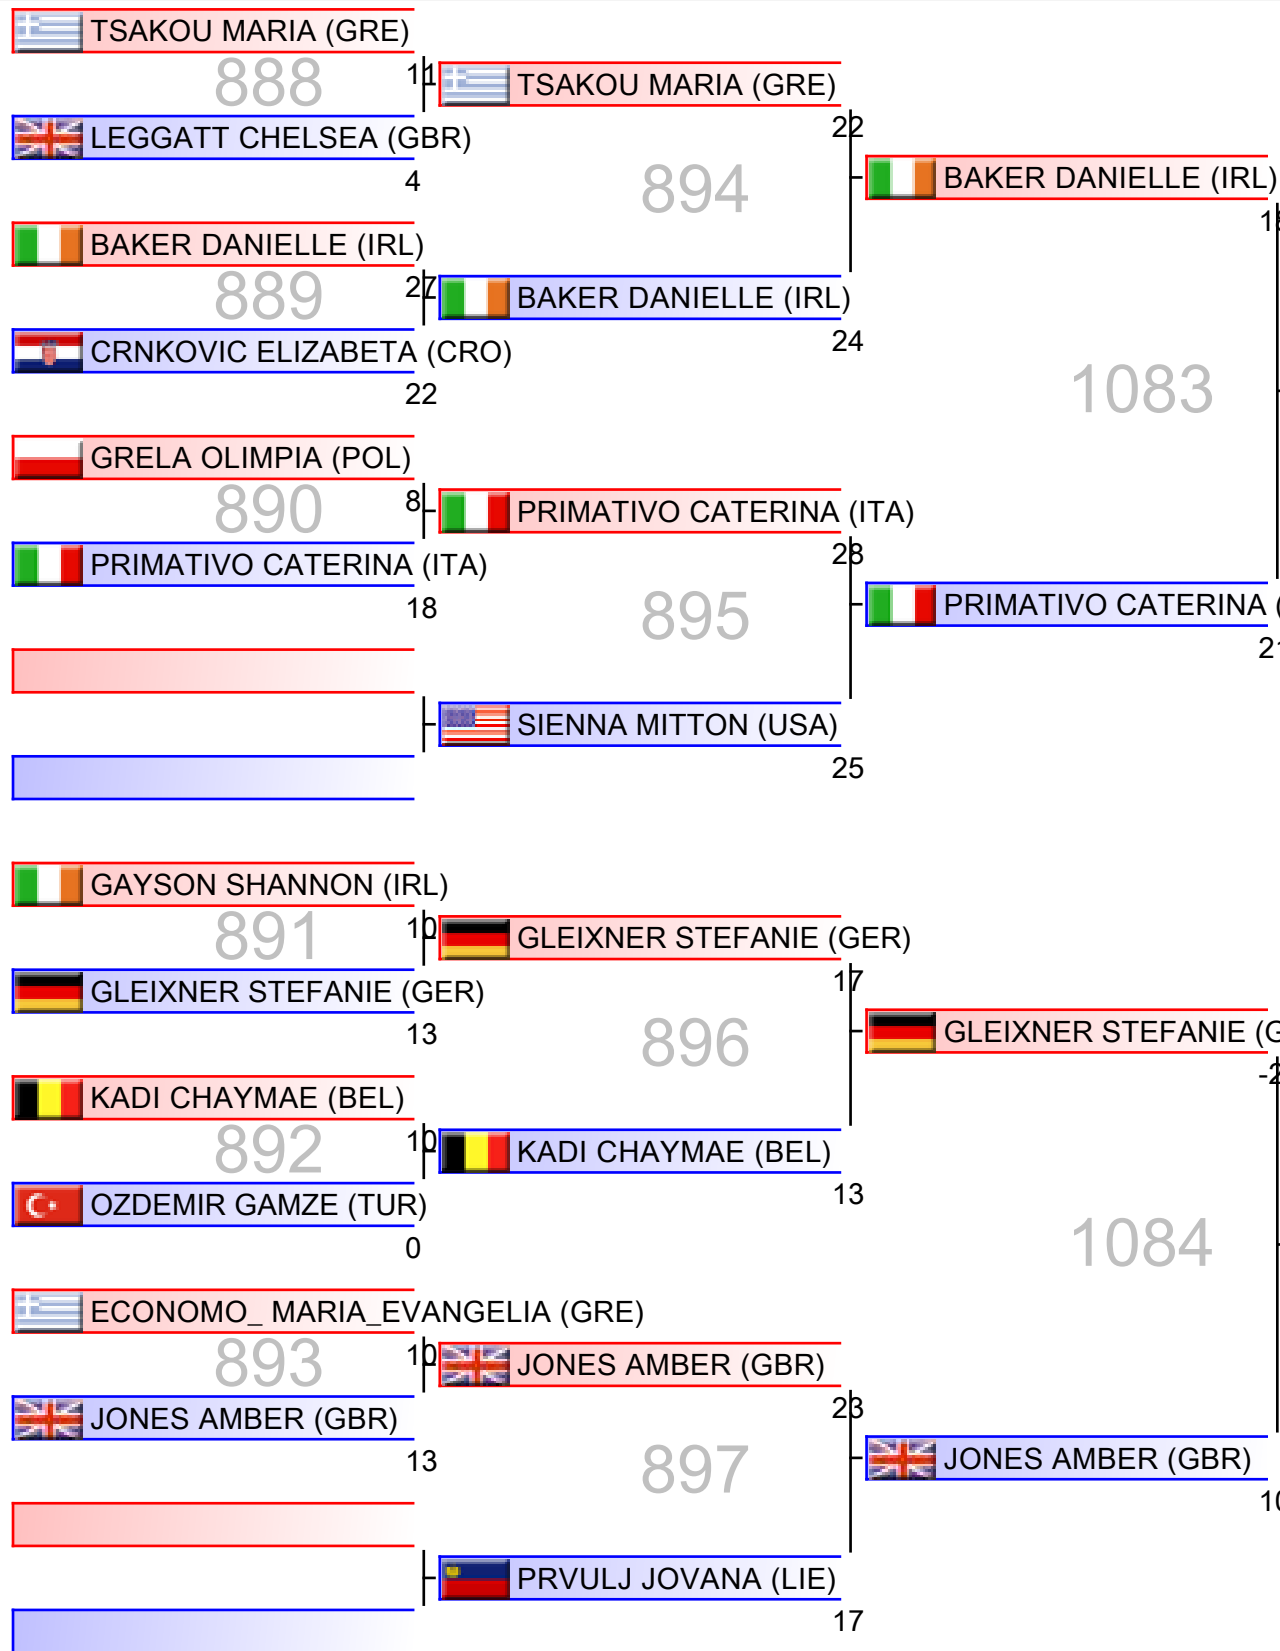 TSAKOU MARIA (GRE)
888
11
LEGGATT CHELSEA (GBR)
4
BAKER DANIELLE (IRL)
889
27
CRNKOVIC ELIZABETA (CRO)
22
GRELA OLIMPIA (POL)
890
8
PRIMATIVO CATERINA (ITA)
18
GAYSON SHANNON (IRL)
891
10
GLEIXNER STEFANIE (GER)
13
KADI CHAYMAE (BEL)
892
10
OZDEMIR GAMZE (TUR)
0
ECONOMO_ MARIA_EVANGELIA (GRE)
893
10
JONES AMBER (GBR)
13
TSAKOU MARIA (GRE)
22
894
BAKER DANIELLE (IRL)
24
PRIMATIVO CATERINA (ITA)
28
895
SIENNA MITTON (USA)
25
GLEIXNER STEFANIE (GER)
17
896
KADI CHAYMAE (BEL)
13
JONES AMBER (GBR)
23
897
PRVULJ JOVANA (LIE)
17
BAKER DANIELLE (IRL)
1083
PRIMATIVO CATERINA (
21
GLEIXNER STEFANIE (G
-2
1084
JONES AMBER (GBR)
10